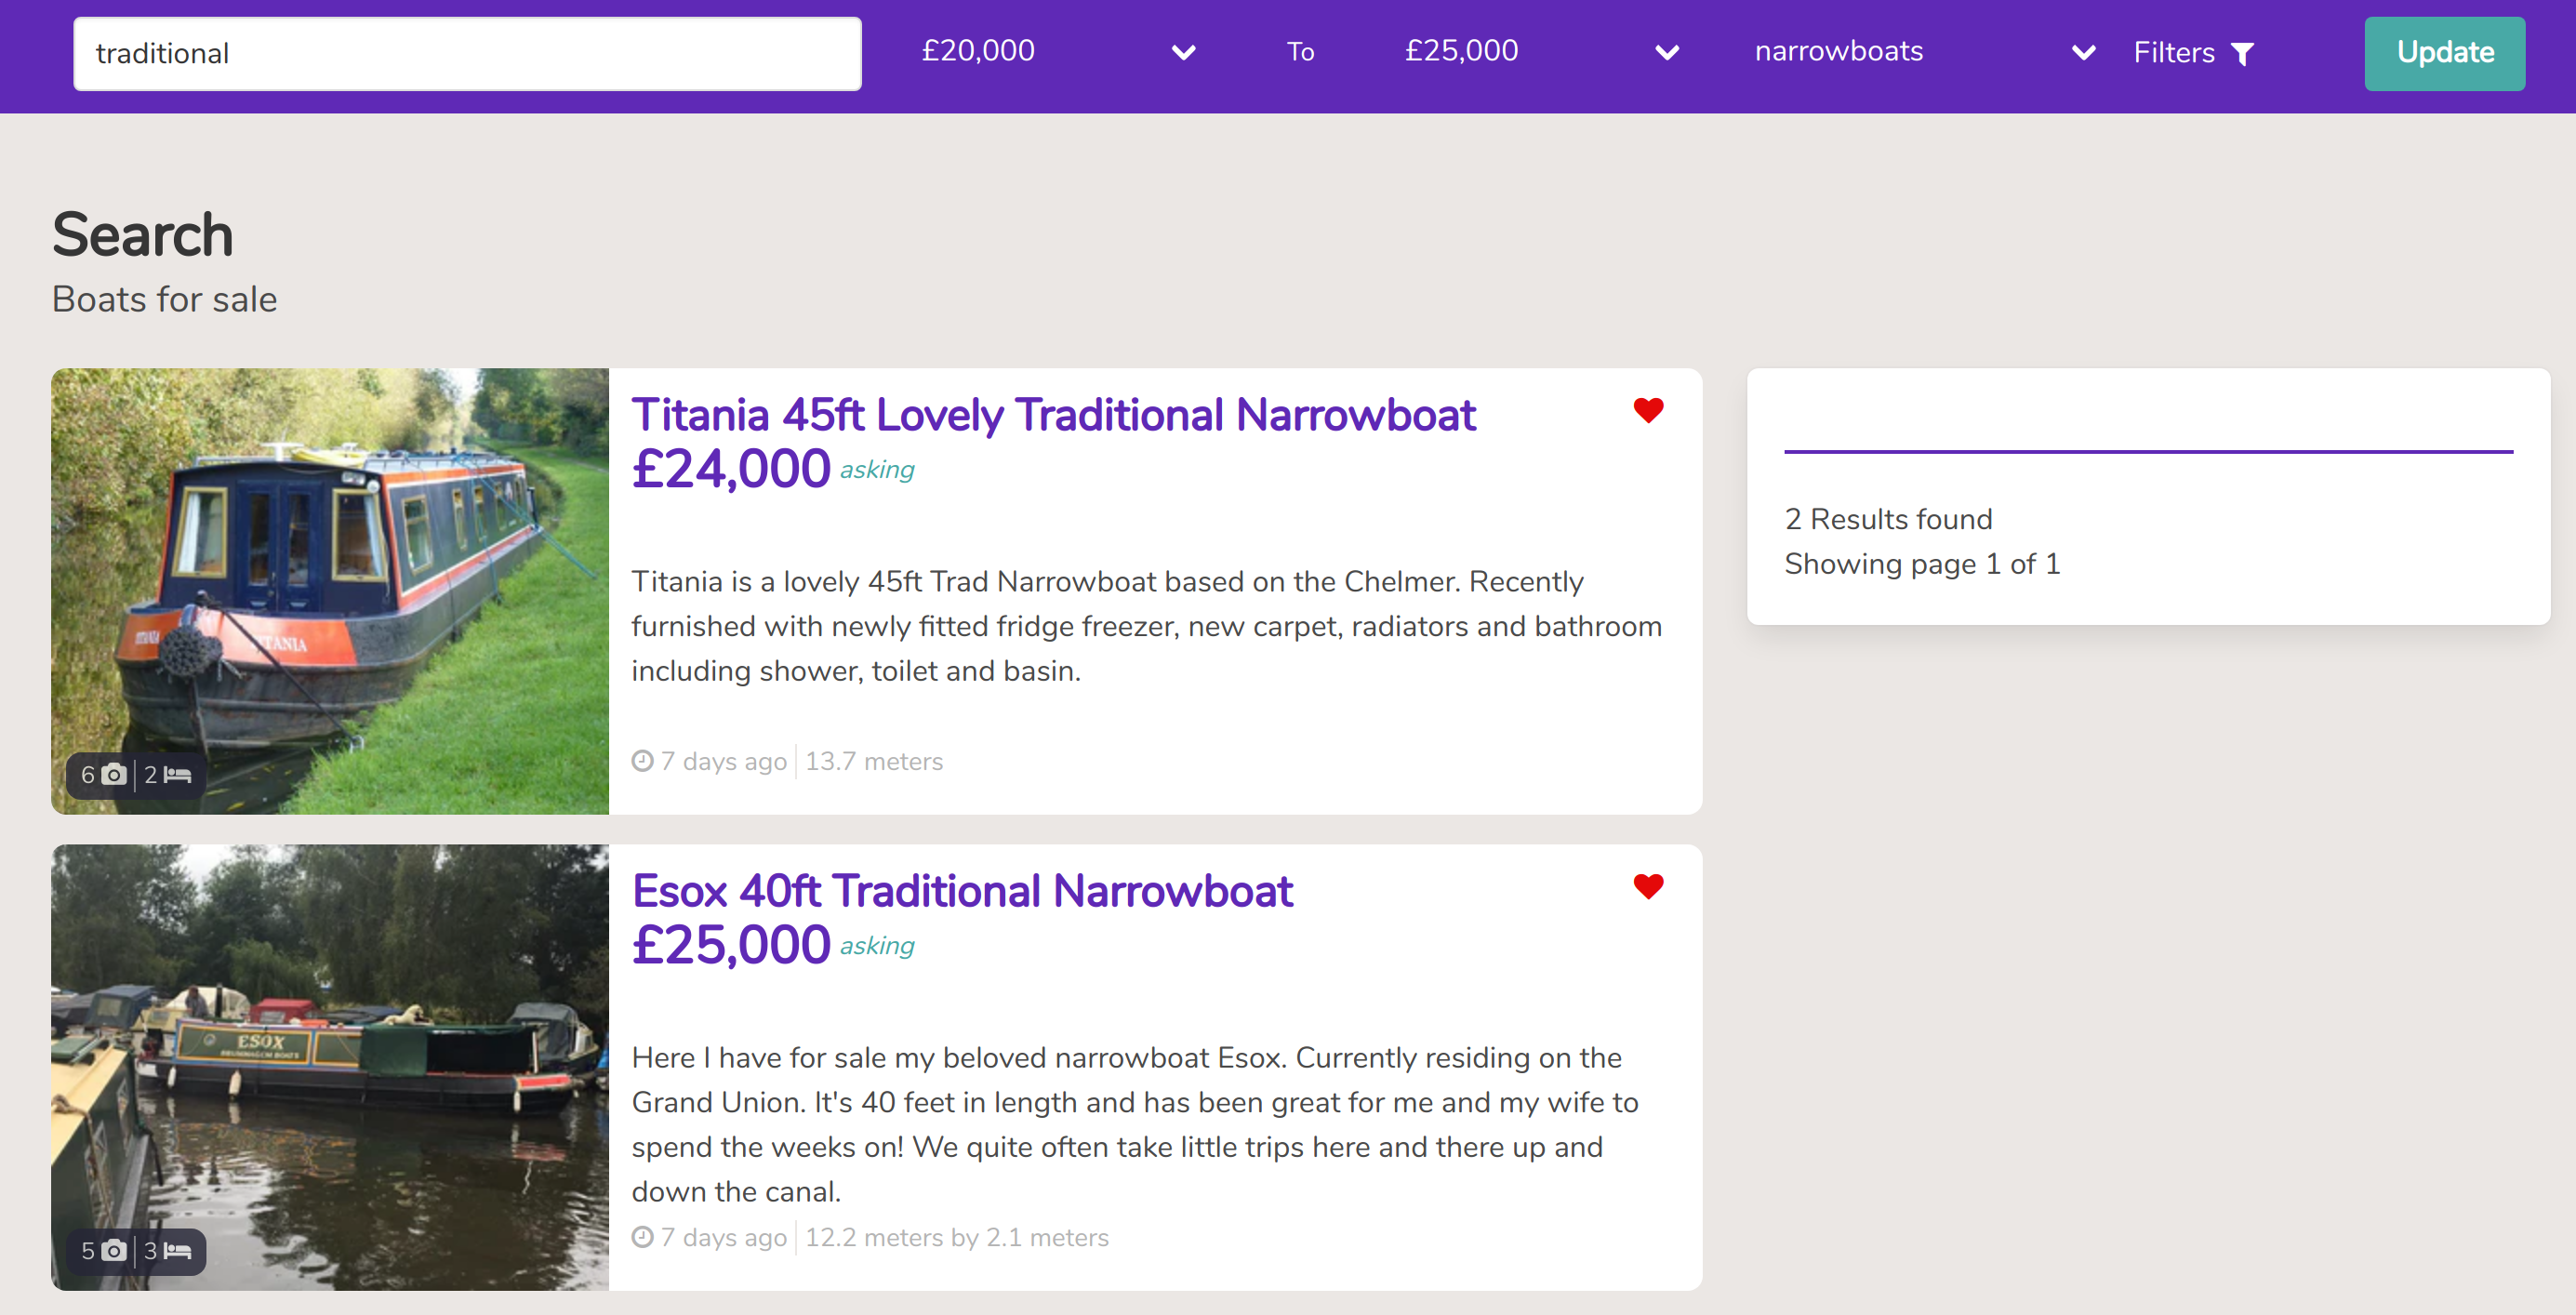 traditional
£20,000
To
£25,000
narrowboats
Filters
Update
Search
Boats for sale
Titania 45ft Lovely Traditional Narrowboat
£24,000 asking
Titania is a lovely 45ft Trad Narrowboat based on the Chelmer. Recently
furnished with newly fitted fridge freezer, new carpet, radiators and bathroom
including shower, toilet and basin.
7 days ago
13.7 meters
TITANIA
TITANIA
6
2
2 Results found
Showing page 1 of 1
Esox 40ft Traditional Narrowboat
£25,000 asking
Here I have for sale my beloved narrowboat Esox. Currently residing on the
Grand Union. It's 40 feet in length and has been great for me and my wife to
spend the weeks on! We quite often take little trips here and there up and
down the canal.
7 days ago
12.2 meters by 2.1 meters
ESOX
5
3